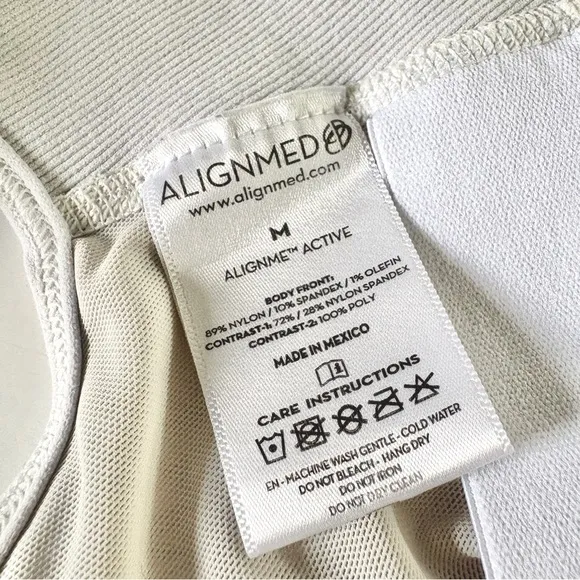 ALIGNMED
www.alignmed.com
M
ALIGNME™ ACTIVE
BODY FRONT:
89% NYLON / 10% SPANDEX / 1% OLEFIN
CONTRAST-1: 72% / 28% NYLON SPANDEX
CONTRAST-2: 100% POLY
MADE IN MEXICO
CARE INSTRUCTIONS
EN - MACHINE WASH GENTLE - COLD WATER
DO NOT BLEACH - HANG DRY
DO NOT IRON
DO NOT DRY CLEAN